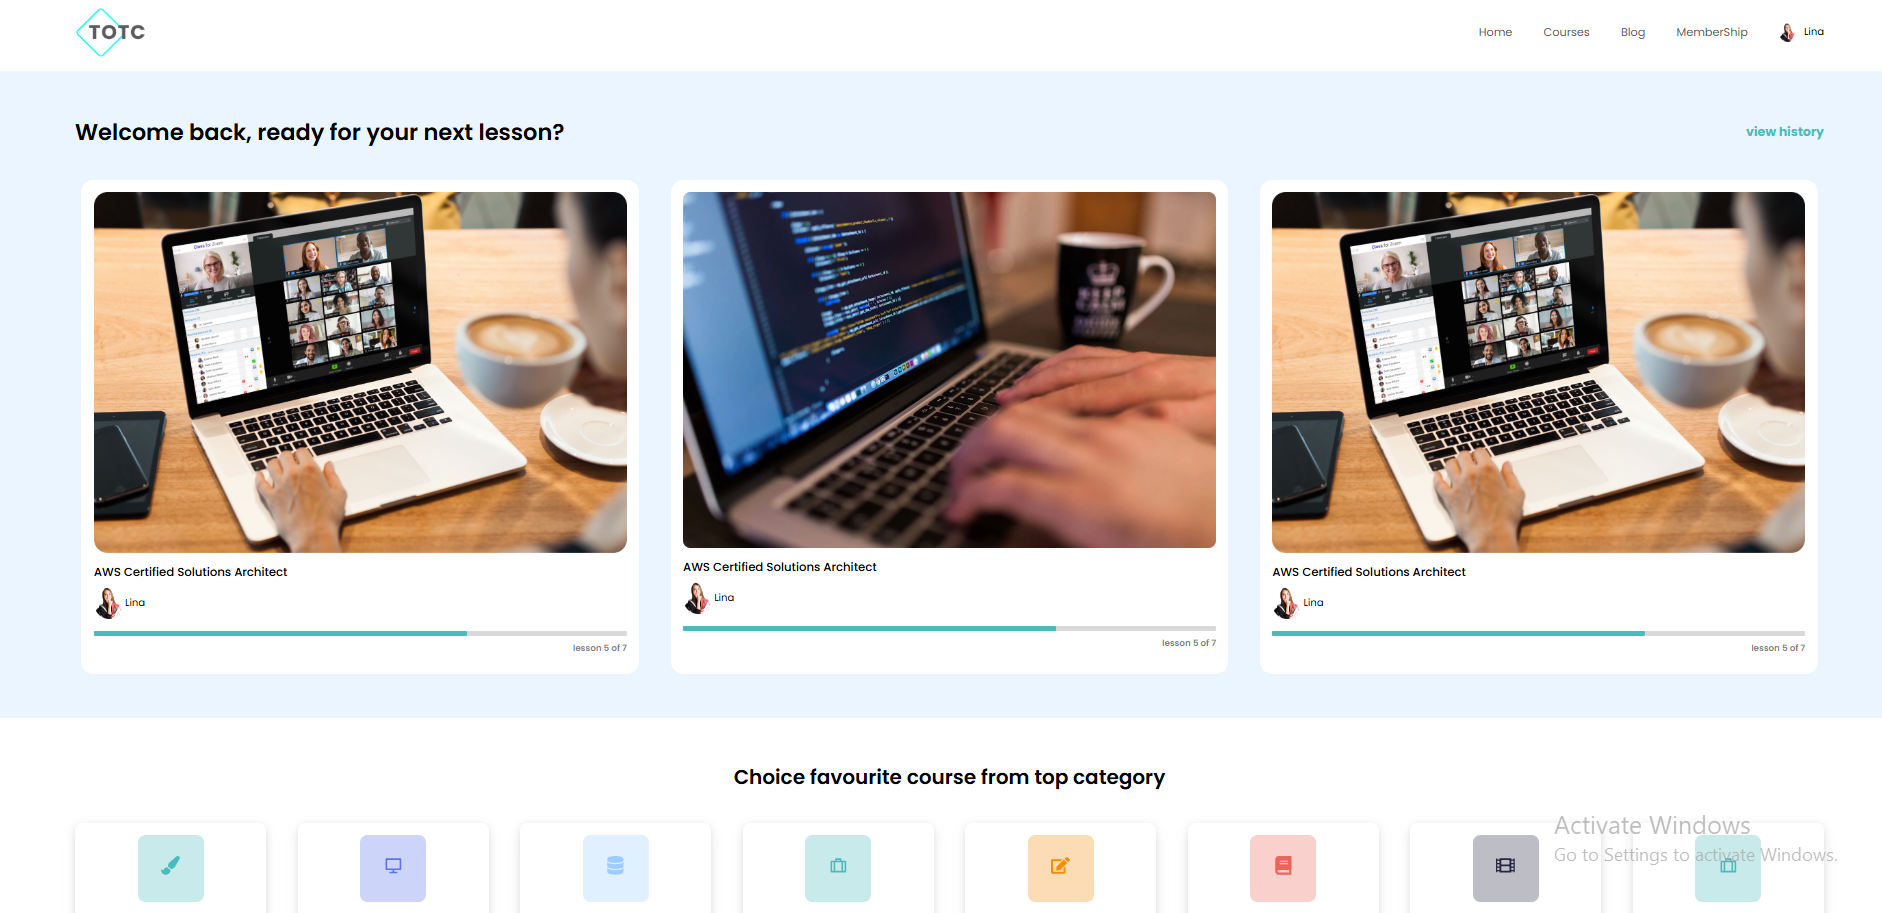 TOTC
Home Courses Blog MemberShip Lina
Welcome back, ready for your next lesson?
view history
AWS Certified Solutions Architect
Lina
lesson 5 of 7
AWS Certified Solutions Architect
Lina
lesson 5 of 7
AWS Certified Solutions Architect
Lina
lesson 5 of 7
Choice favourite course from top category
Activate Windows
Go to Settings to activate Windows.